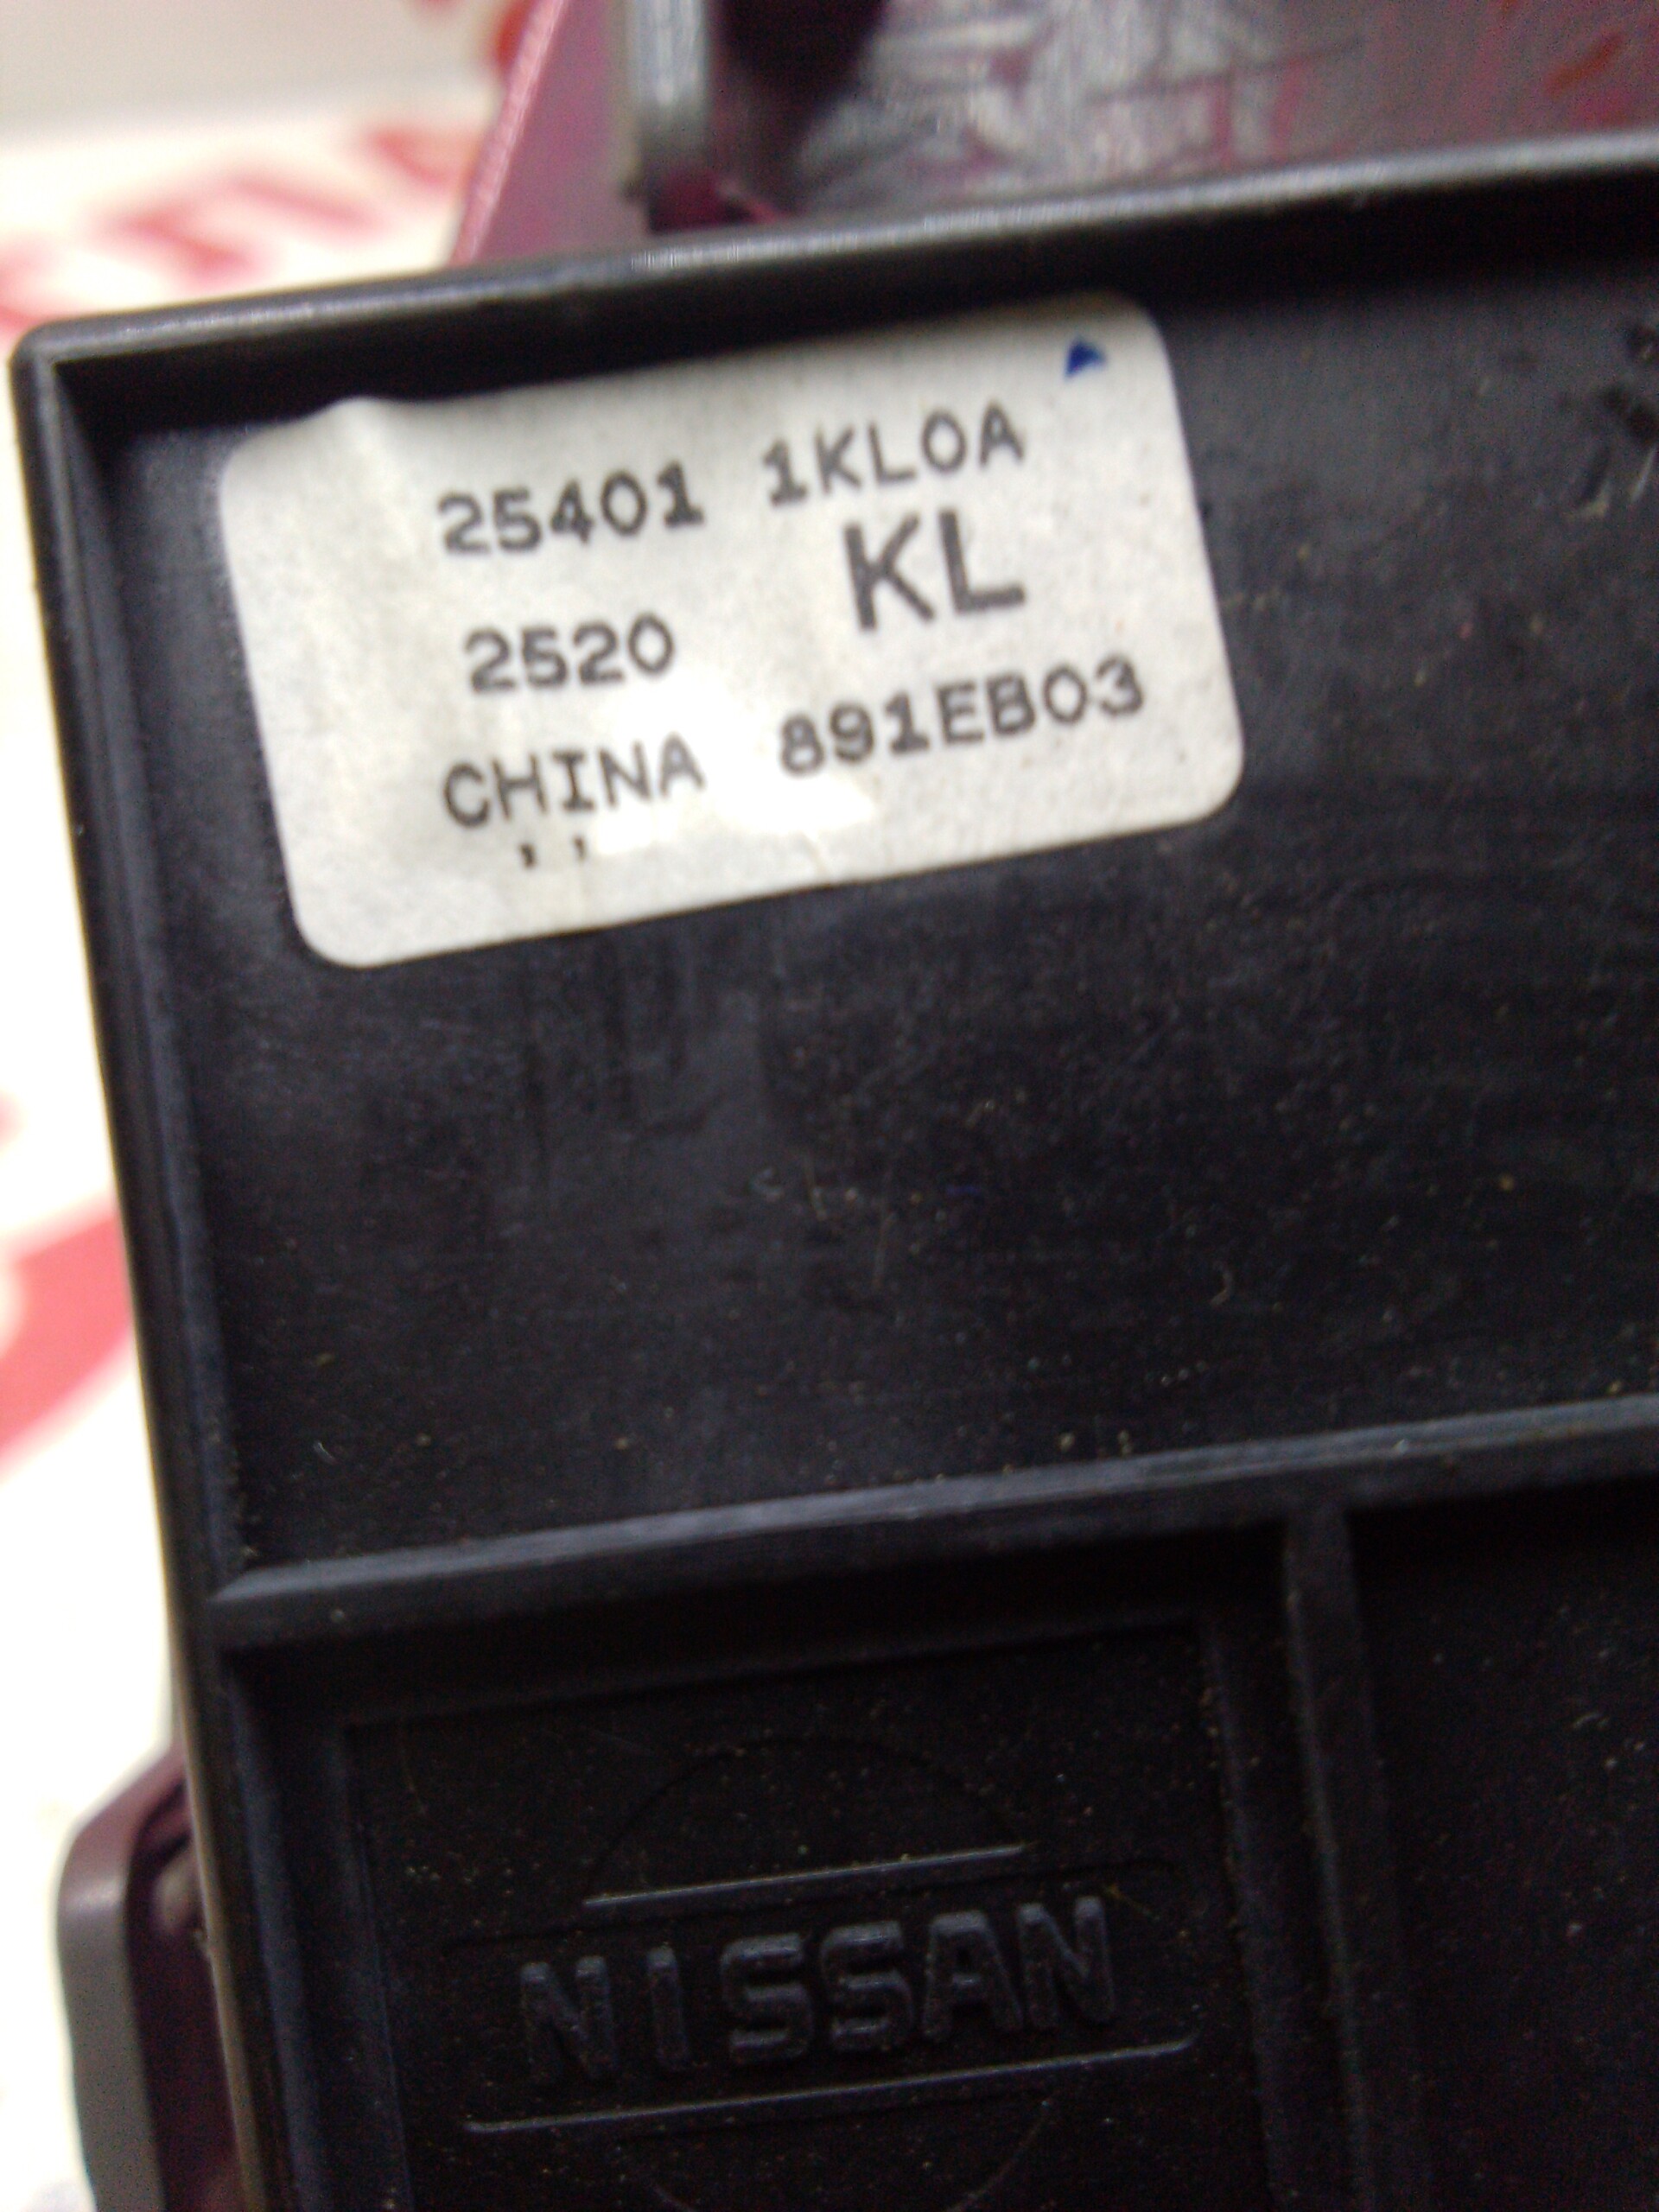 25401 1KL0A
KL
2520
CHINA 891EB03
NISSAN